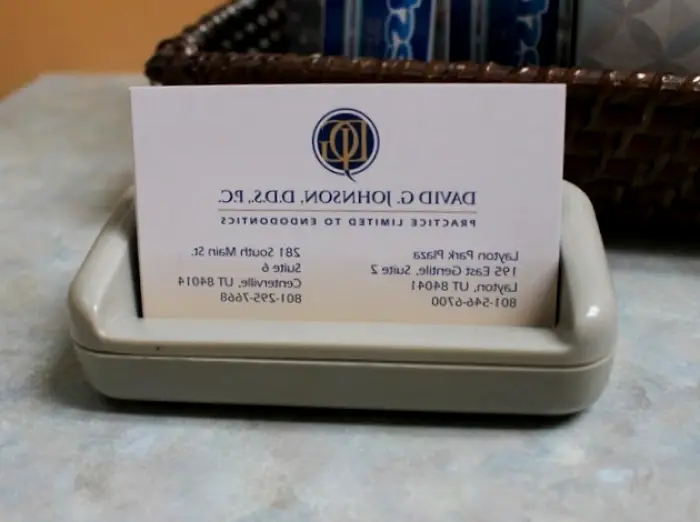 DGJ
DAVID G. JOHNSON, D.D.S., P.C.
PRACTICE LIMITED TO ENDODONTICS
Layton Park Plaza
195 East Gentile, Suite 2
Layton, UT 84041
801-546-6700
281 South Main St.
Suite 6
Centerville, UT 84014
801-295-7668